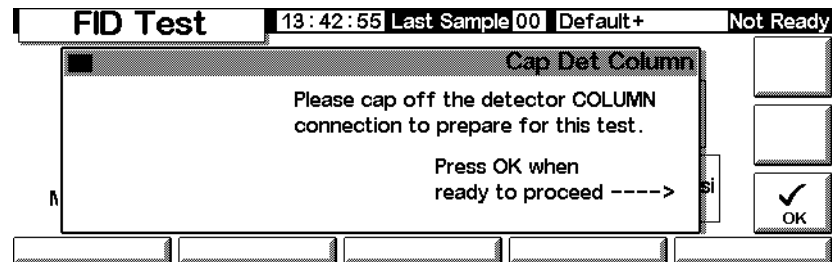 FID Test 13:42:55 Last Sample 00 Default+ Not Ready
Cap Det Column
Please cap off the detector COLUMN
connection to prepare for this test.
Press OK when
ready to proceed ---->
si
OK